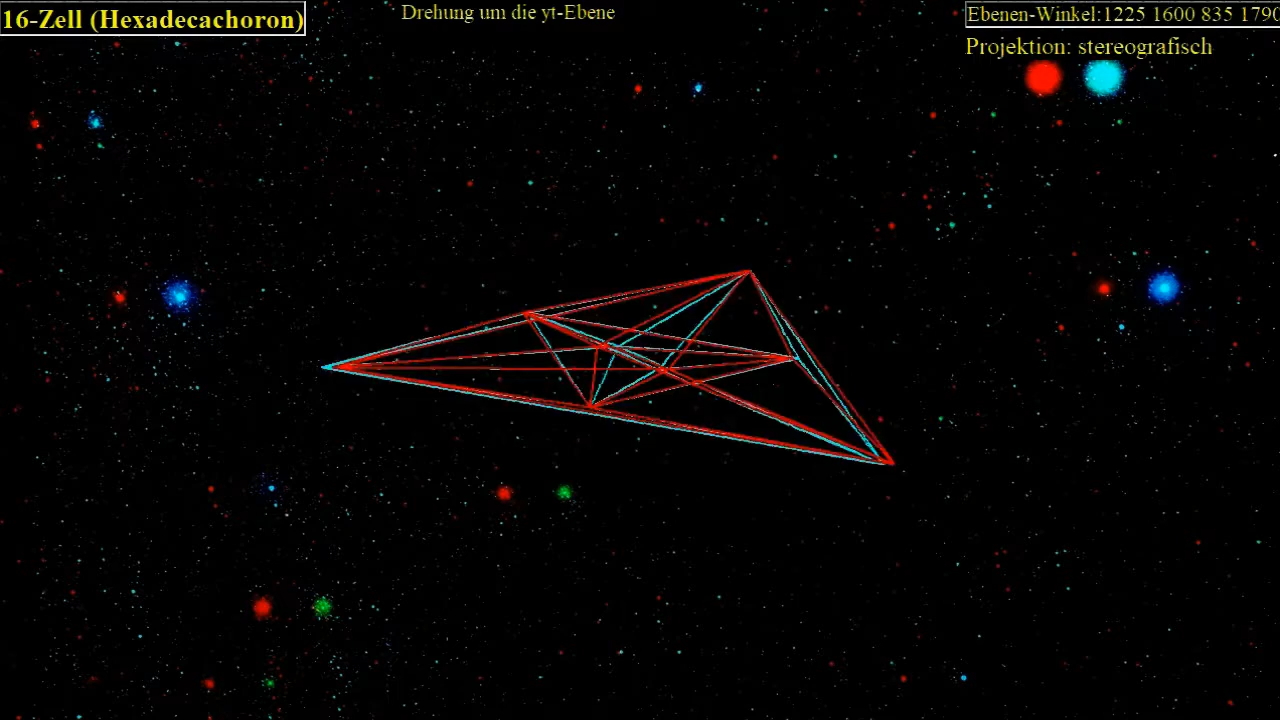 16-Zell (Hexadecachoron)
Drehung um die yt-Ebene
Ebenen-Winkel:1225 1600 835 1790
Projektion: stereografisch